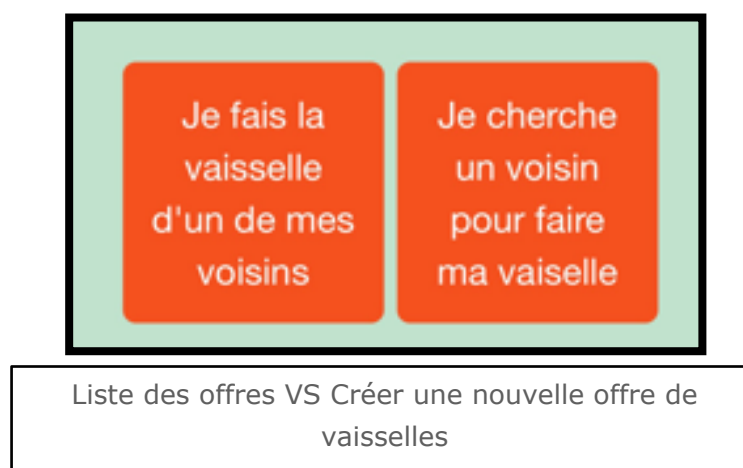 Je fais la
vaisselle
d'un de mes
voisins
Je cherche
un voisin
pour faire
ma vaiselle
Liste des offres VS Créer une nouvelle offre de
vaisselles